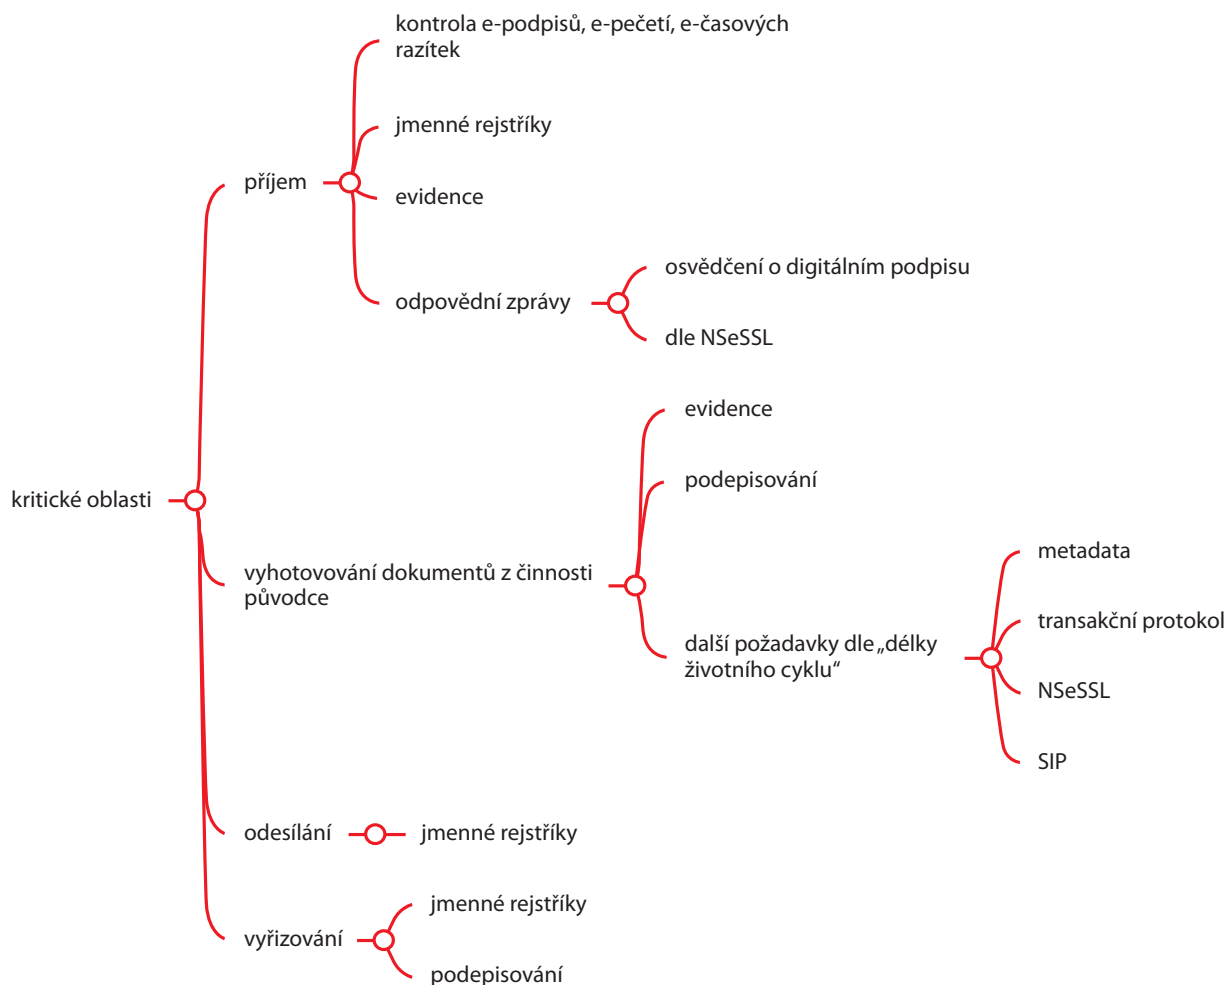 kontrola e-podpisů, e-pečetí, e-časových
razítek
jmenné rejstříky
příjem
evidence
osvědčení o digitálním podpisu
odpovědní zprávy
dle NSeSSL
evidence
podepisování
kritické oblasti
metadata
vyhotovování dokumentů z činnosti
původce
transakční protokol
další požadavky dle „délky
životního cyklu“
NSeSSL
SIP
odesílání
jmenné rejstříky
jmenné rejstříky
vyřizování
podepisování